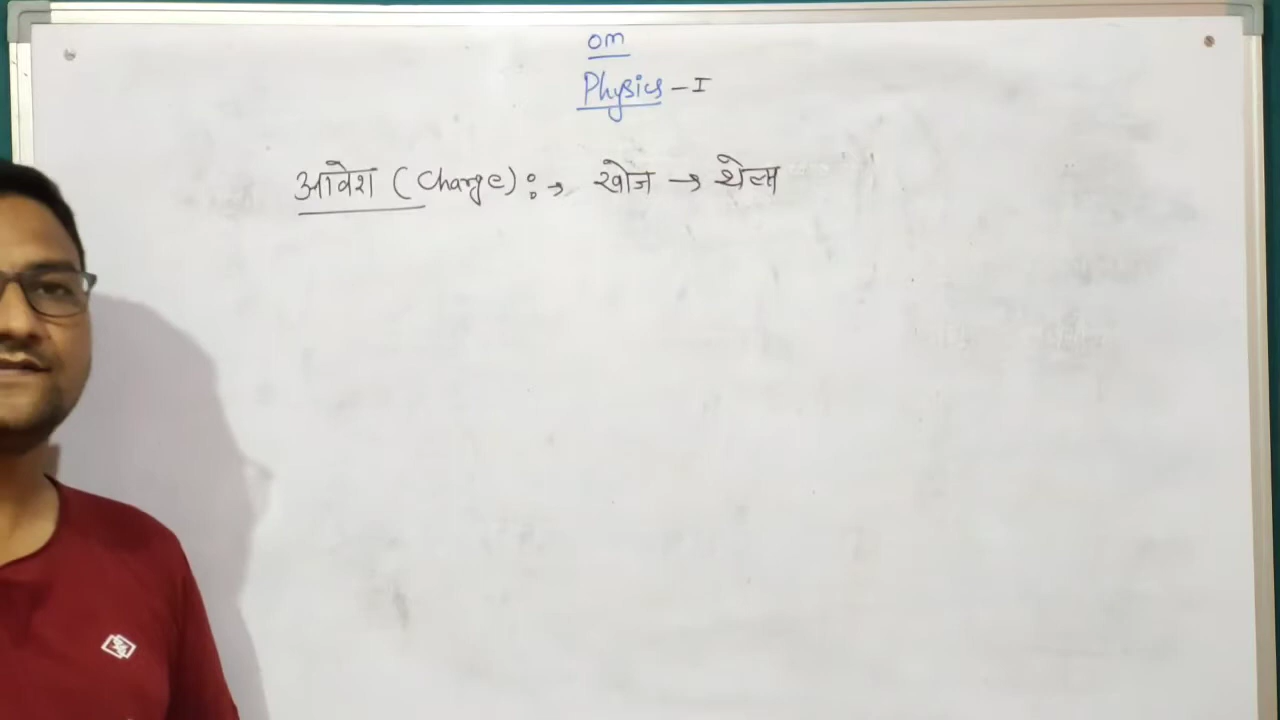 om
Physics - I
आवेश (Charge) :→ खोज → थेल्स